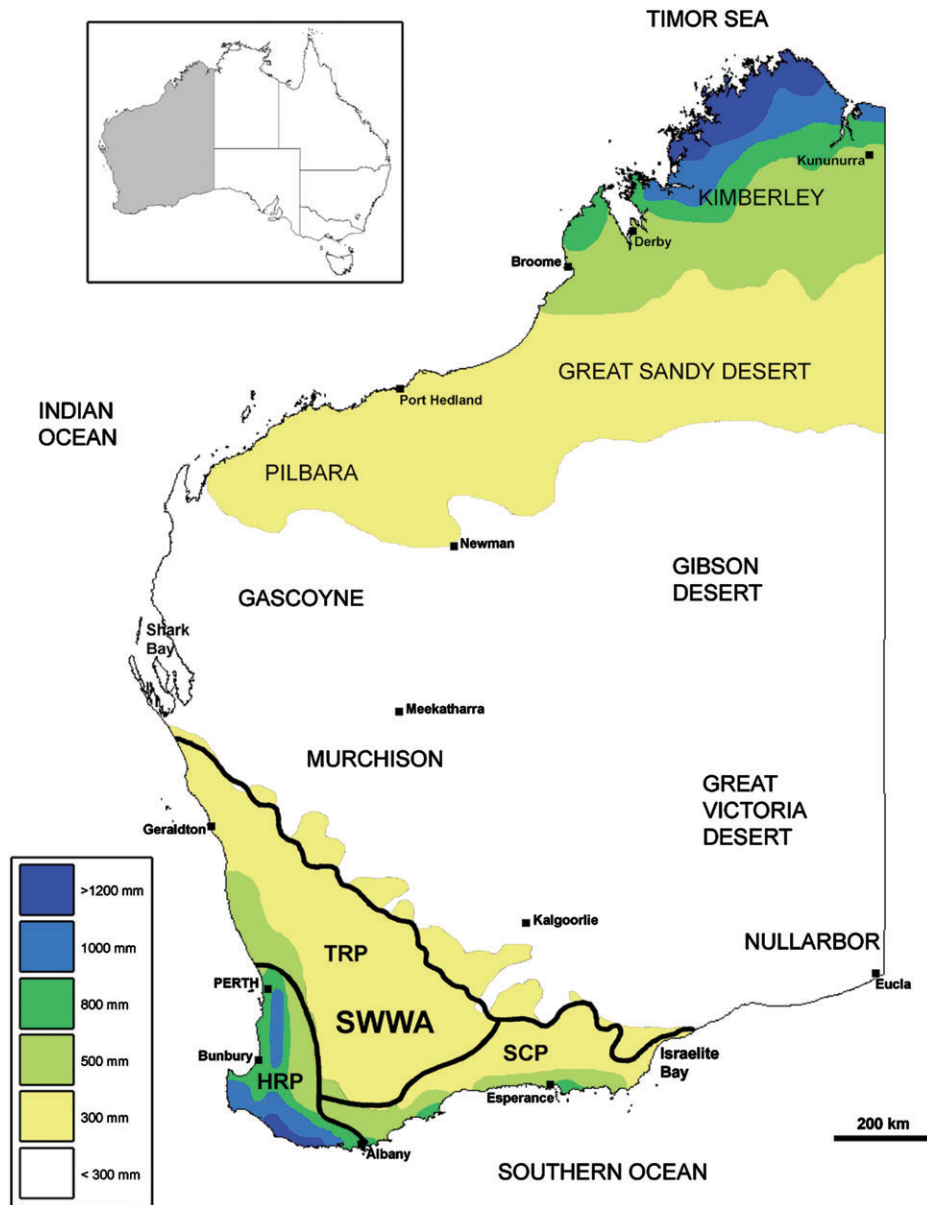 TIMOR SEA
Kununurra
KIMBERLEY
Derby
Broome
GREAT SANDY DESERT
INDIAN
OCEAN
Port Hedland
PILBARA
Newman
GIBSON
DESERT
GASCOYNE
Shark
Bay
Meekatharra
MURCHISON
GREAT
VICTORIA
DESERT
Geraldton
>1200 mm
1000 mm
800 mm
500 mm
300 mm
< 300 mm
Kalgoorlie
TRP
NULLARBOR
Eucla
PERTH
SWWA
Bunbury
HRP
SCP
Israelite
Bay
Esperance
Albany
200 km
SOUTHERN OCEAN